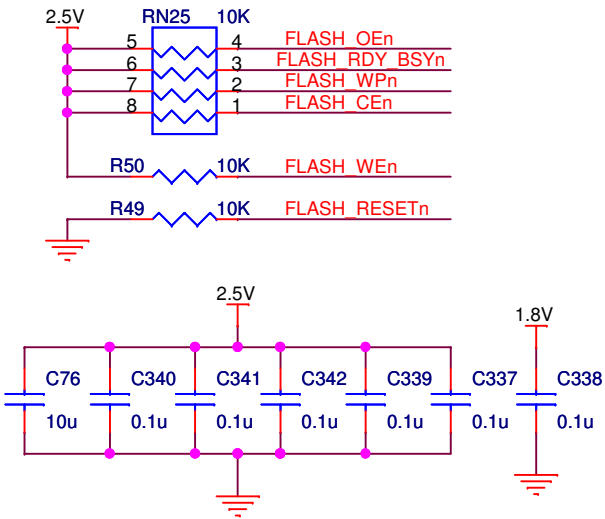 2.5V RN25 10K
5 4 FLASH_OEn
6 3 FLASH_RDY_BSYn
7 2 FLASH_WPn
8 1 FLASH_CEn
R50 10K FLASH_WEn
R49 10K FLASH_RESETn
2.5V
1.8V
C76 C340 C341 C342 C339 C337 C338
10u 0.1u 0.1u 0.1u 0.1u 0.1u 0.1u